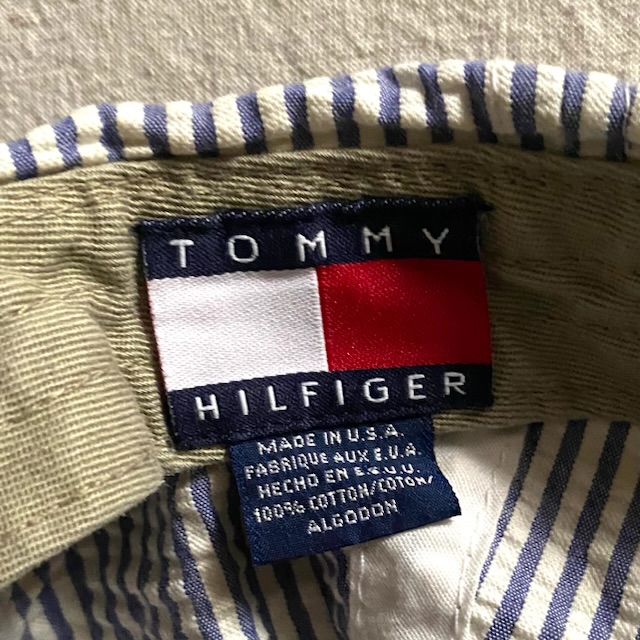 TOMMY
HILFIGER
MADE IN U.S.A.
FABRIQUE AUX E.U.A.
HECHO EN E.E.U.U.
100% COTTON/COTON/
ALGODON